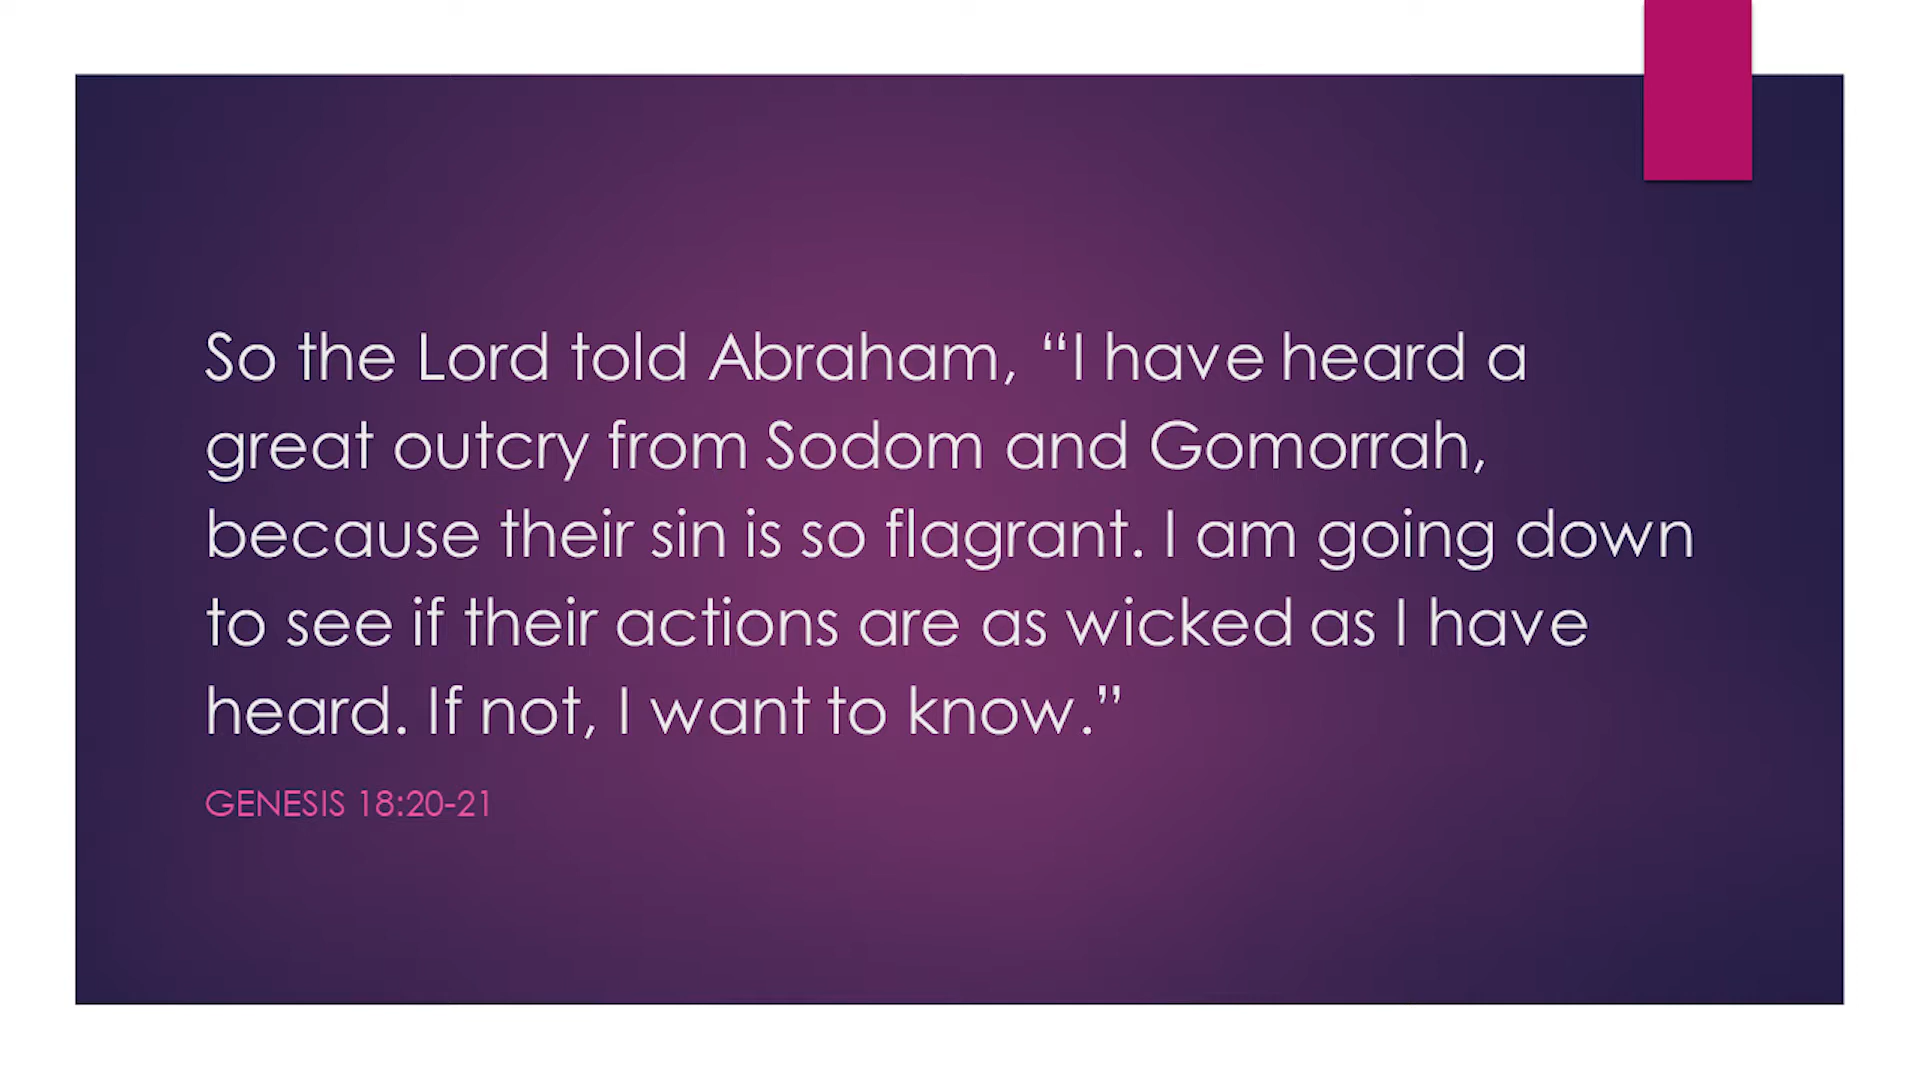 So the Lord told Abraham, “I have heard a
great outcry from Sodom and Gomorrah,
because their sin is so flagrant. I am going down
to see if their actions are as wicked as I have
heard. If not, I want to know.”
GENESIS 18:20-21